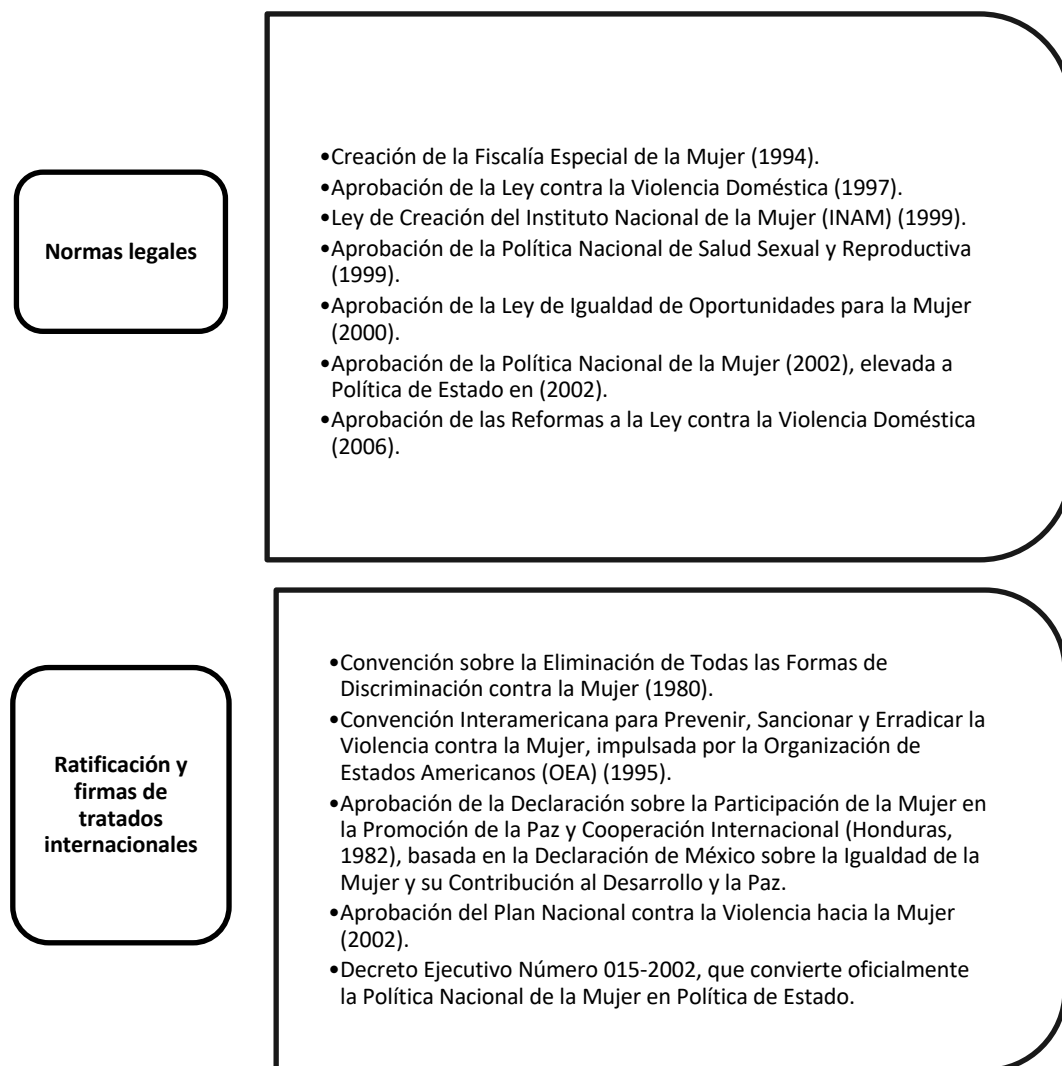 Normas legales
•Creación de la Fiscalía Especial de la Mujer (1994).
•Aprobación de la Ley contra la Violencia Doméstica (1997).
•Ley de Creación del Instituto Nacional de la Mujer (INAM) (1999).
•Aprobación de la Política Nacional de Salud Sexual y Reproductiva
(1999).
•Aprobación de la Ley de Igualdad de Oportunidades para la Mujer
(2000).
•Aprobación de la Política Nacional de la Mujer (2002), elevada a
Política de Estado en (2002).
•Aprobación de las Reformas a la Ley contra la Violencia Doméstica
(2006).
Ratificación y
firmas de
tratados
internacionales
•Convención sobre la Eliminación de Todas las Formas de
Discriminación contra la Mujer (1980).
•Convención Interamericana para Prevenir, Sancionar y Erradicar la
Violencia contra la Mujer, impulsada por la Organización de
Estados Americanos (OEA) (1995).
•Aprobación de la Declaración sobre la Participación de la Mujer en
la Promoción de la Paz y Cooperación Internacional (Honduras,
1982), basada en la Declaración de México sobre la Igualdad de la
Mujer y su Contribución al Desarrollo y la Paz.
•Aprobación del Plan Nacional contra la Violencia hacia la Mujer
(2002).
•Decreto Ejecutivo Número 015-2002, que convierte oficialmente
la Política Nacional de la Mujer en Política de Estado.